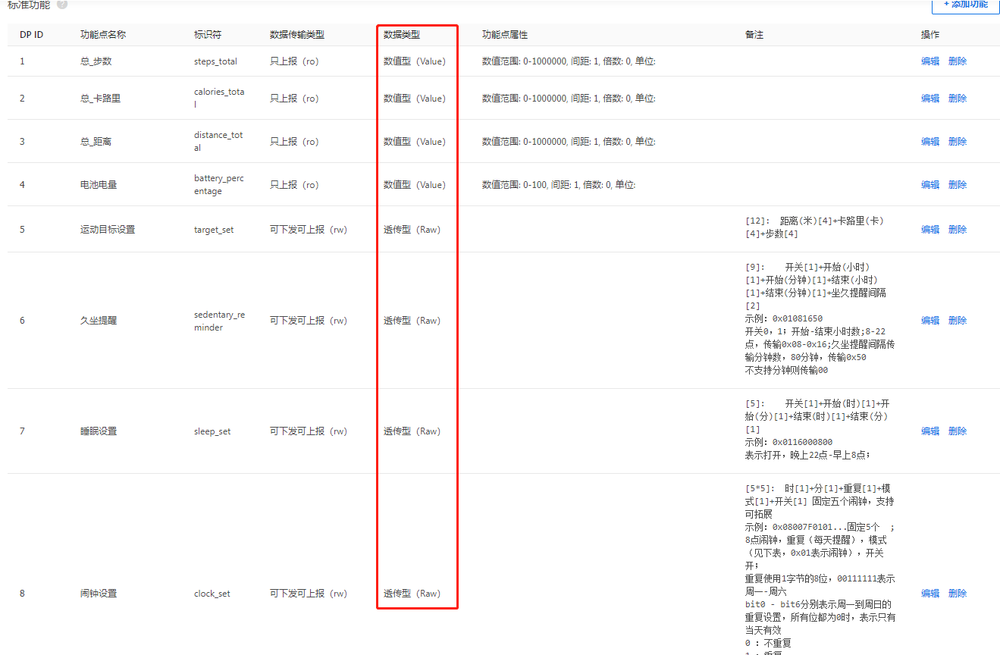 标准功能 ?
+ 添加功能
DP ID 功能点名称 标识符 数据传输类型 数据类型 功能点属性 备注 操作
1 总_步数 steps_total 只上报（ro） 数值型（Value） 数值范围: 0-1000000, 间距: 1, 倍数: 0, 单位: 编辑 删除
2 总_卡路里 calories_tota
l 只上报（ro） 数值型（Value） 数值范围: 0-1000000, 间距: 1, 倍数: 0, 单位: 编辑 删除
3 总_距离 distance_tot
al 只上报（ro） 数值型（Value） 数值范围: 0-1000000, 间距: 1, 倍数: 0, 单位: 编辑 删除
4 电池电量 battery_perc
entage 只上报（ro） 数值型（Value） 数值范围: 0-100, 间距: 1, 倍数: 0, 单位: 编辑 删除
5 运动目标设置 target_set 可下发可上报（rw） 透传型（Raw） [12]: 距离(米)[4]+卡路里(卡)
[4]+步数[4] 编辑 删除
6 久坐提醒 sedentary_re
minder 可下发可上报（rw） 透传型（Raw） [9]: 开关[1]+开始(小时)
[1]+开始(分钟)[1]+结束(小时)
[1]+结束(分钟)[1]+坐久提醒间隔
[2]
示例：0x01081650
开关0，1；开始-结束小时数;8-22
点，传输0x08-0x16;久坐提醒间隔传
输分钟数，80分钟，传输0x50
不支持分钟则传输00 编辑 删除
7 睡眠设置 sleep_set 可下发可上报（rw） 透传型（Raw） [5]: 开关[1]+开始(时)[1]+开
始(分)[1]+结束(时)[1]+结束(分)
[1]
示例：0x0116000800
表示打开，晚上22点-早上8点； 编辑 删除
8 闹钟设置 clock_set 可下发可上报（rw） 透传型（Raw） [5*5]: 时[1]+分[1]+重复[1]+模
式[1]+开关[1] 固定五个闹钟，支持
可拓展
示例：0x08007F0101...固定5个 ；
8点闹钟，重复（每天提醒），模式
（见下表，0x01表示闹钟），开关
开；
重复使用1字节的8位，00111111表示
周一-周六
bit0 - bit6分别表示周一到周日的
重复设置，所有位都为0时，表示只有
当天有效
0 : 不重复
1 : 重复 编辑 删除